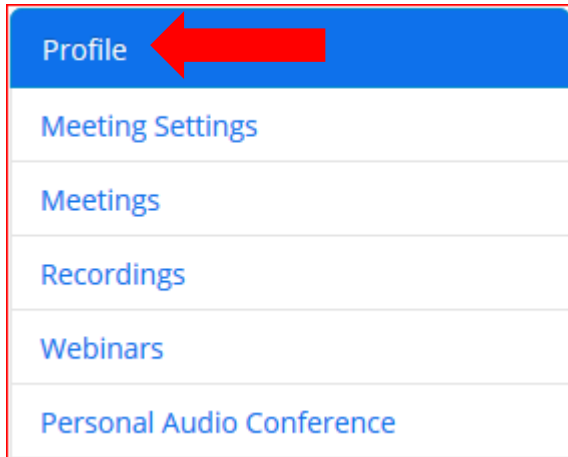 Profile
Meeting Settings
Meetings
Recordings
Webinars
Personal Audio Conference